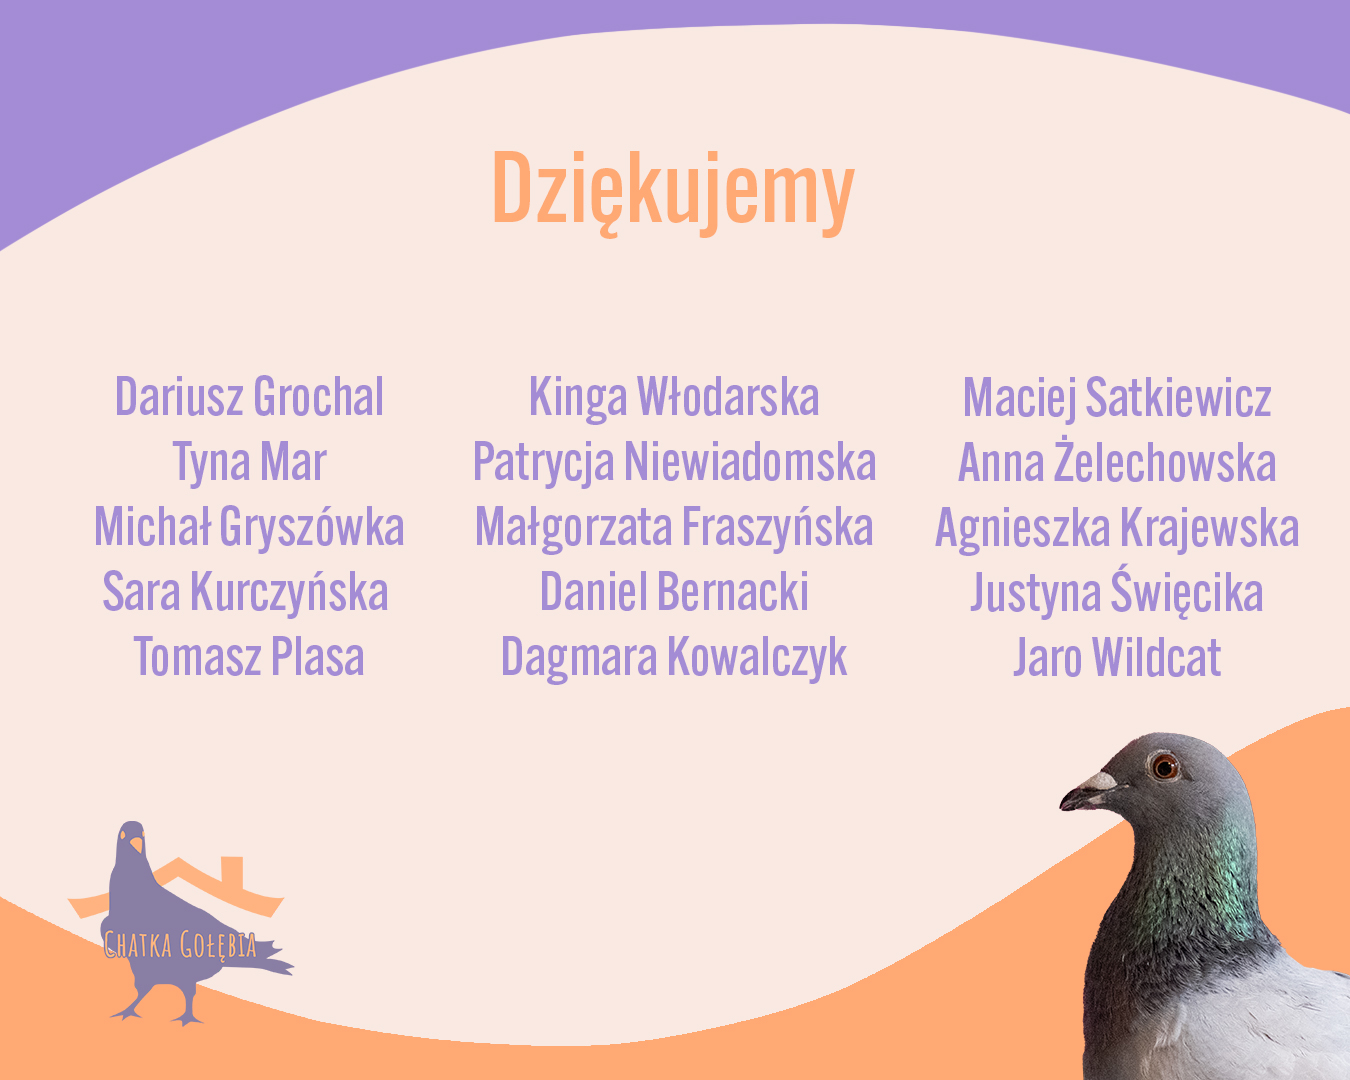 Dziękujemy
Dariusz Grochal
Tyna Mar
Michał Gryszówka
Sara Kurczyńska
Tomasz Plasa
Kinga Włodarska
Patrycja Niewiadomska
Małgorzata Fraszyńska
Daniel Bernacki
Dagmara Kowalczyk
Maciej Satkiewicz
Anna Żelechowska
Agnieszka Krajewska
Justyna Święcika
Jaro Wildcat
CHATKA GOŁĘBIA